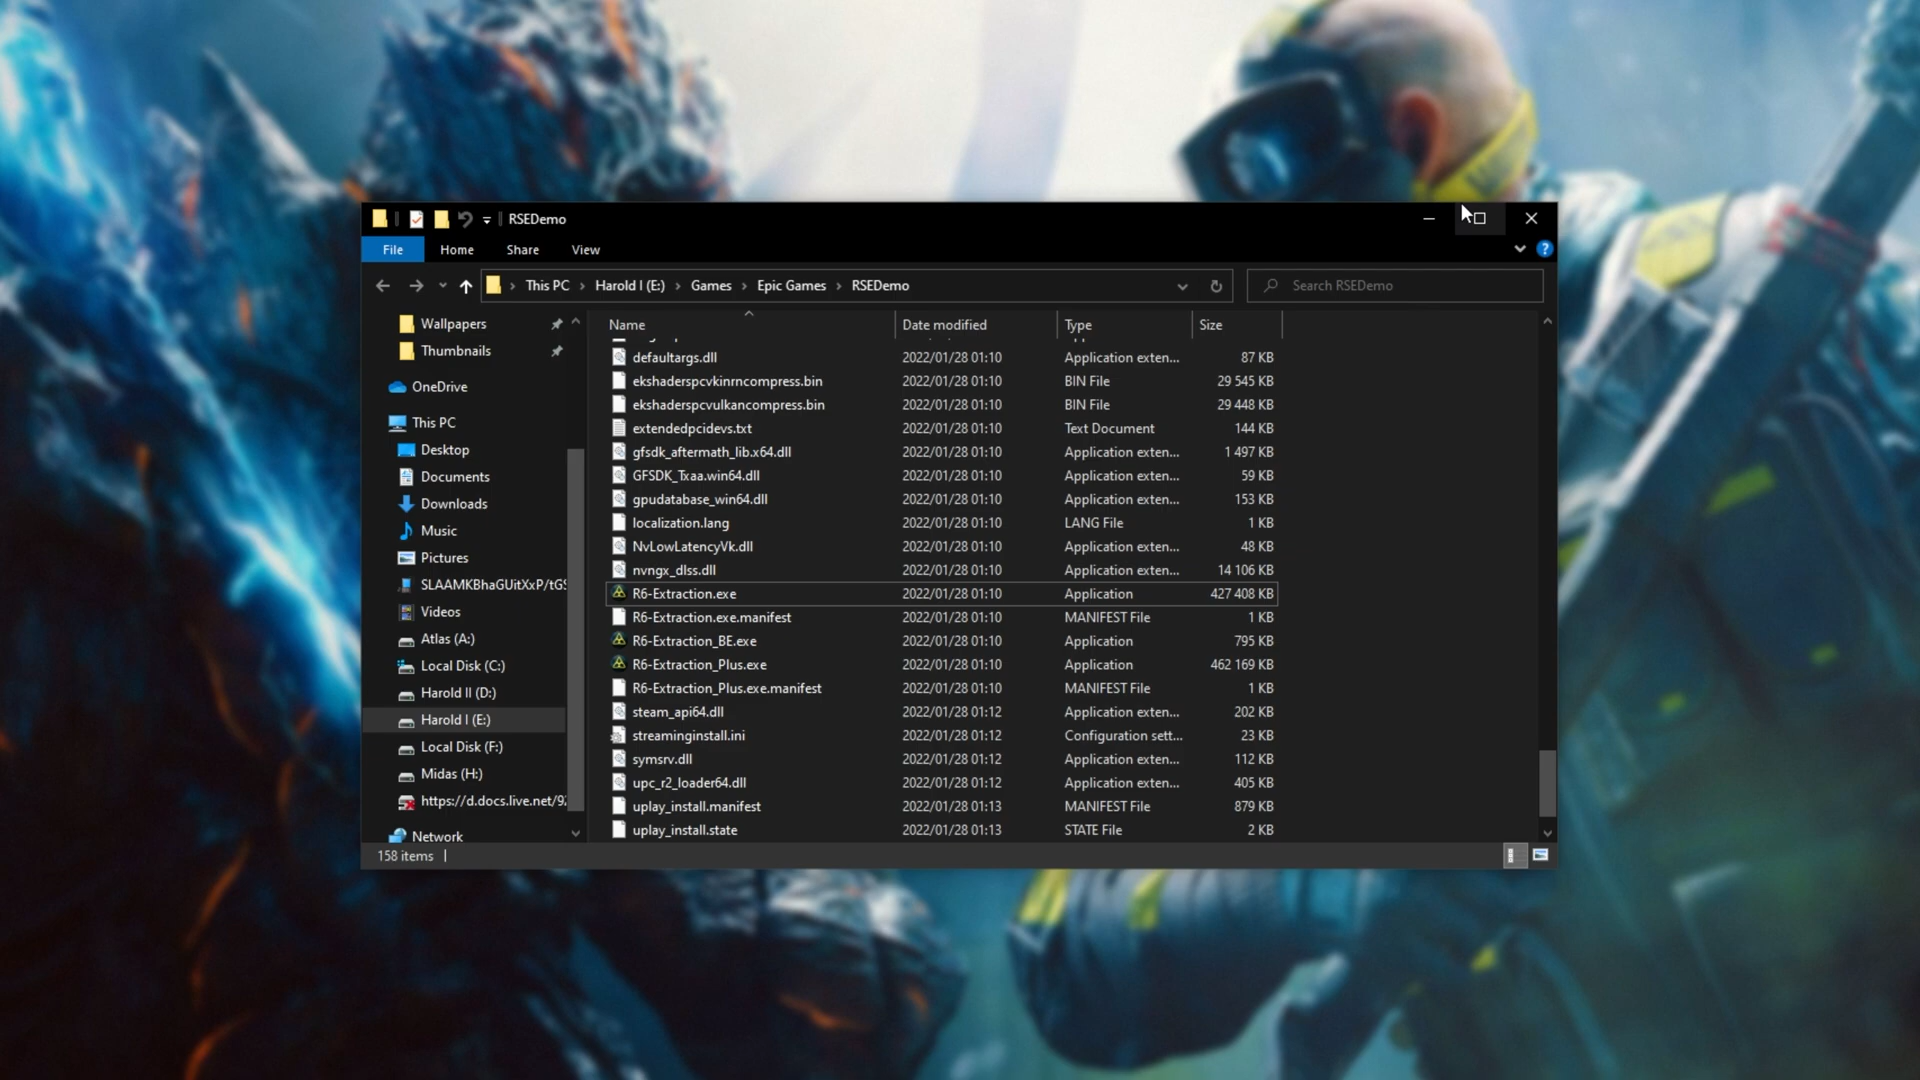 RSEDemo
File Home Share View
This PC Harold I (E:) Games Epic Games RSEDemo
Search RSEDemo
Wallpapers
Thumbnails
OneDrive
This PC
Desktop
Documents
Downloads
Music
Pictures
SLAAMKBhaGUitXxP/tGS
Videos
Atlas (A:)
Local Disk (C:)
Harold II (D:)
Harold I (E:)
Local Disk (F:)
Midas (H:)
https://d.docs.live.net/92
Network
Name Date modified Type Size
defaultargs.dll 2022/01/28 01:10 Application exten... 87 KB
ekshaderspcvkinrncompress.bin 2022/01/28 01:10 BIN File 29 545 KB
ekshaderspcvulkancompress.bin 2022/01/28 01:10 BIN File 29 448 KB
extendedpcidevs.txt 2022/01/28 01:10 Text Document 144 KB
gfsdk_aftermath_lib.x64.dll 2022/01/28 01:10 Application exten... 1 497 KB
GFSDK_Txaa.win64.dll 2022/01/28 01:10 Application exten... 59 KB
gpudatabase_win64.dll 2022/01/28 01:10 Application exten... 153 KB
localization.lang 2022/01/28 01:10 LANG File 1 KB
NvLowLatencyVk.dll 2022/01/28 01:10 Application exten... 48 KB
nvngx_dlss.dll 2022/01/28 01:10 Application exten... 14 106 KB
R6-Extraction.exe 2022/01/28 01:10 Application 427 408 KB
R6-Extraction.exe.manifest 2022/01/28 01:10 MANIFEST File 1 KB
R6-Extraction_BE.exe 2022/01/28 01:10 Application 795 KB
R6-Extraction_Plus.exe 2022/01/28 01:10 Application 462 169 KB
R6-Extraction_Plus.exe.manifest 2022/01/28 01:10 MANIFEST File 1 KB
steam_api64.dll 2022/01/28 01:12 Application exten... 202 KB
streaminginstall.ini 2022/01/28 01:12 Configuration sett... 23 KB
symsrv.dll 2022/01/28 01:12 Application exten... 112 KB
upc_r2_loader64.dll 2022/01/28 01:12 Application exten... 405 KB
uplay_install.manifest 2022/01/28 01:13 MANIFEST File 879 KB
uplay_install.state 2022/01/28 01:13 STATE File 2 KB
158 items